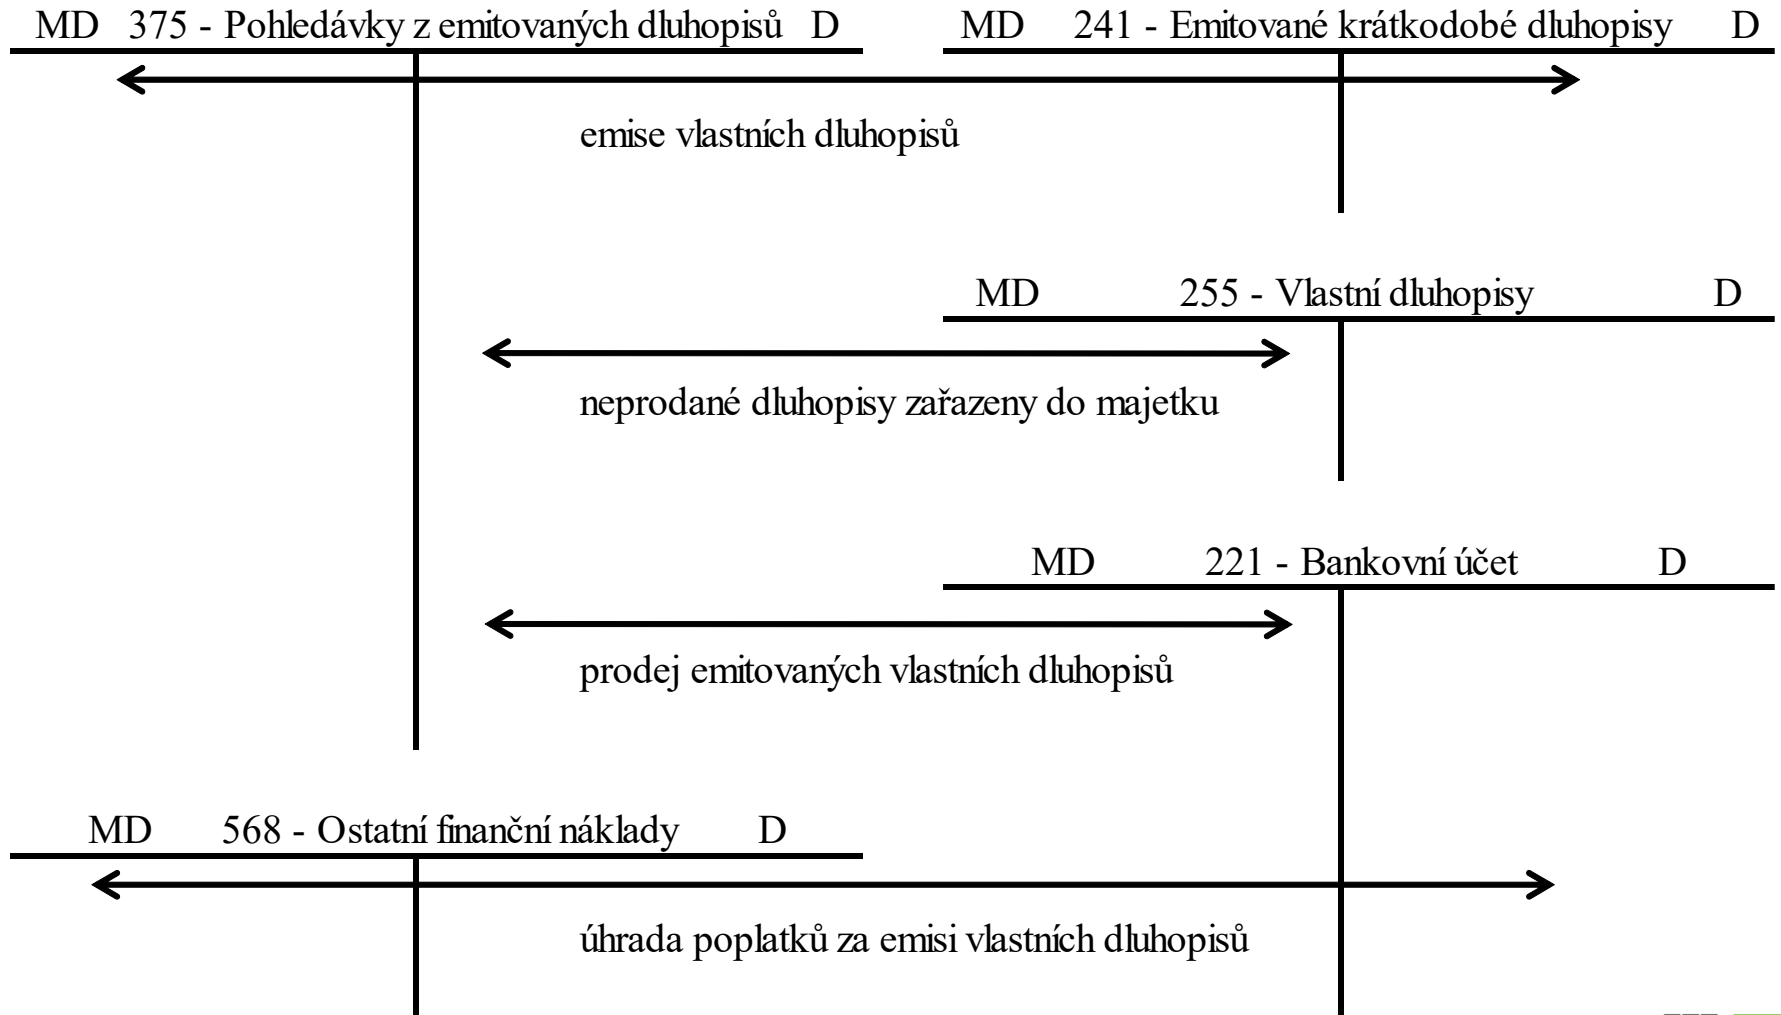 MD 375 - Pohledávky z emitovaných dluhopisů D MD 241 - Emitované krátkodobé dluhopisy D
emise vlastních dluhopisů
MD 255 - Vlastní dluhopisy D
neprodané dluhopisy zařazeny do majetku
MD 221 - Bankovní účet D
prodej emitovaných vlastních dluhopisů
MD 568 - Ostatní finanční náklady D
úhrada poplatků za emisi vlastních dluhopisů